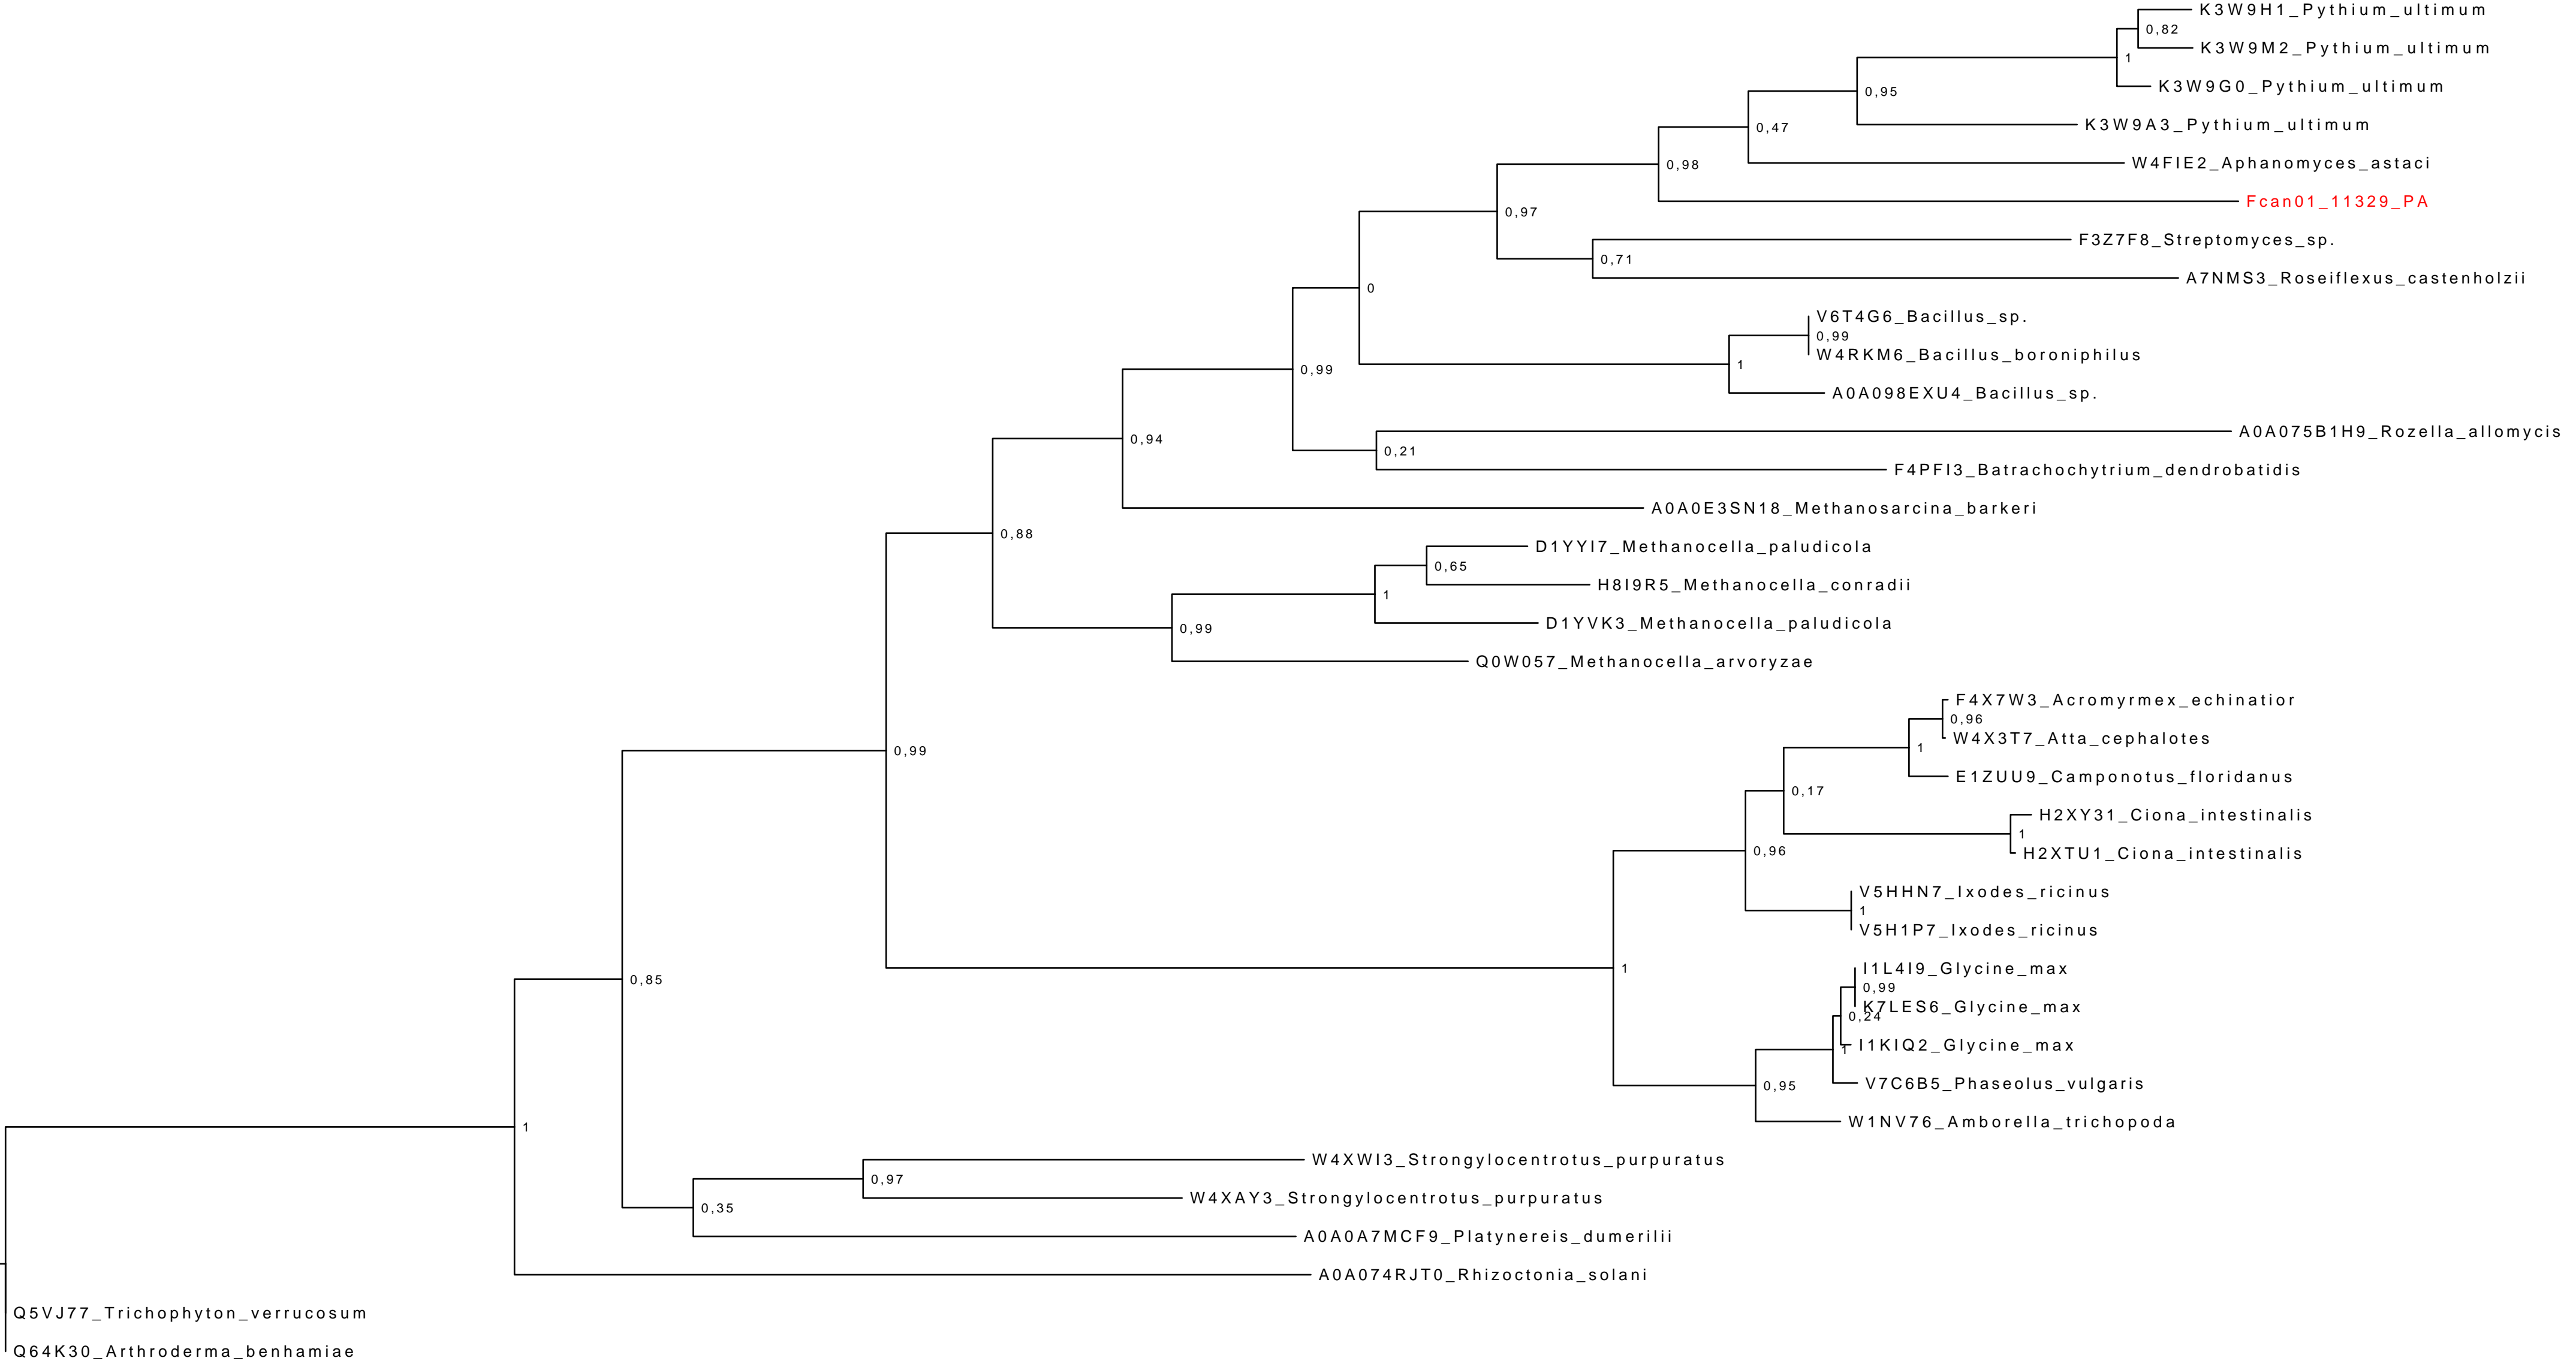 K3W9H1_Pythium_ultimum
0,82
K3W9M2_Pythium_ultimum
1
K3W9G0_Pythium_ultimum
0,95
K3W9A3_Pythium_ultimum
0,47
W4FIE2_Aphanomyces_astaci
0,98
Fcan01_11329_PA
0,97
F3Z7F8_Streptomyces_sp.
0,71
A7NMS3_Roseiflexus_castenholzii
0
V6T4G6_Bacillus_sp.
0,99
W4RKM6_Bacillus_boroniphilus
1
0,99
A0A098EXU4_Bacillus_sp.
A0A075B1H9_Rozella_allomycis
0,94
0,21
F4PFI3_Batrachochytrium_dendrobatidis
A0A0E3SN18_Methanosarcina_barkeri
0,88
D1YYI7_Methanocella_paludicola
0,65
H8I9R5_Methanocella_conradii
1
D1YVK3_Methanocella_paludicola
0,99
Q0W057_Methanocella_arvoryzae
F4X7W3_Acromyrmex_echinatior
0,96
W4X3T7_Atta_cephalotes
1
0,99
E1ZUU9_Camponotus_floridanus
0,17
H2XY31_Ciona_intestinalis
1
H2XTU1_Ciona_intestinalis
0,96
V5HHN7_Ixodes_ricinus
1
V5H1P7_Ixodes_ricinus
1
I1L4I9_Glycine_max
0,85
0,99
K7LES6_Glycine_max
0,24
I1KIQ2_Glycine_max
1
V7C6B5_Phaseolus_vulgaris
0,95
W1NV76_Amborella_trichopoda
1
W4XWI3_Strongylocentrotus_purpuratus
0,97
W4XAY3_Strongylocentrotus_purpuratus
0,35
A0A0A7MCF9_Platynereis_dumerilii
A0A074RJT0_Rhizoctonia_solani
Q5VJ77_Trichophyton_verrucosum
Q64K30_Arthroderma_benhamiae